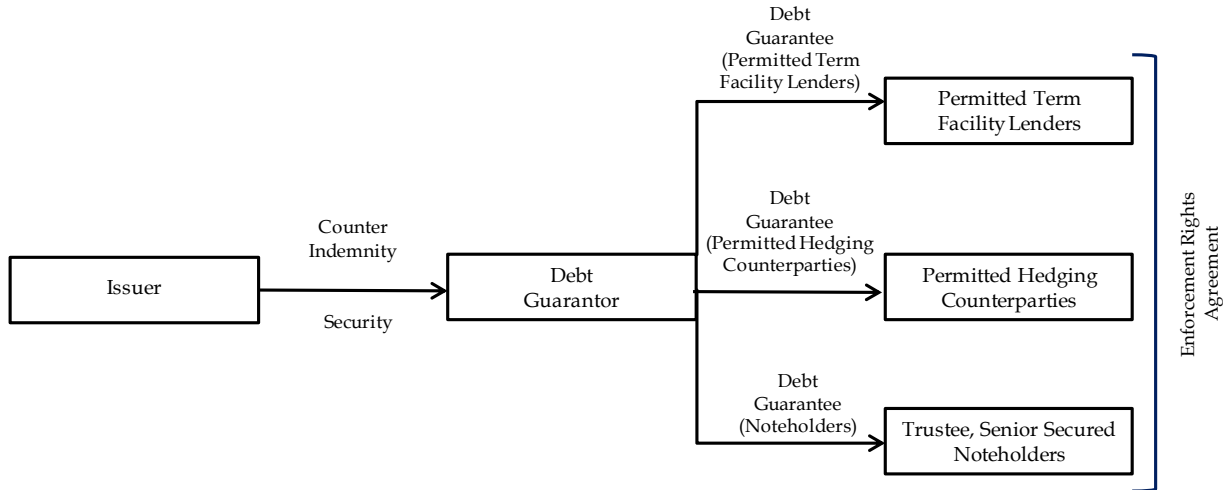 Debt
Guarantee
(Permitted Term
Facility Lenders)
Permitted Term
Facility Lenders
Debt
Guarantee
(Permitted Hedging
Counterparties)
Counter
Indemnity
Issuer
Debt
Guarantor
Permitted Hedging
Counterparties
Security
Debt
Guarantee
(Noteholders)
Trustee, Senior Secured
Noteholders
Enforcement Rights
Agreement